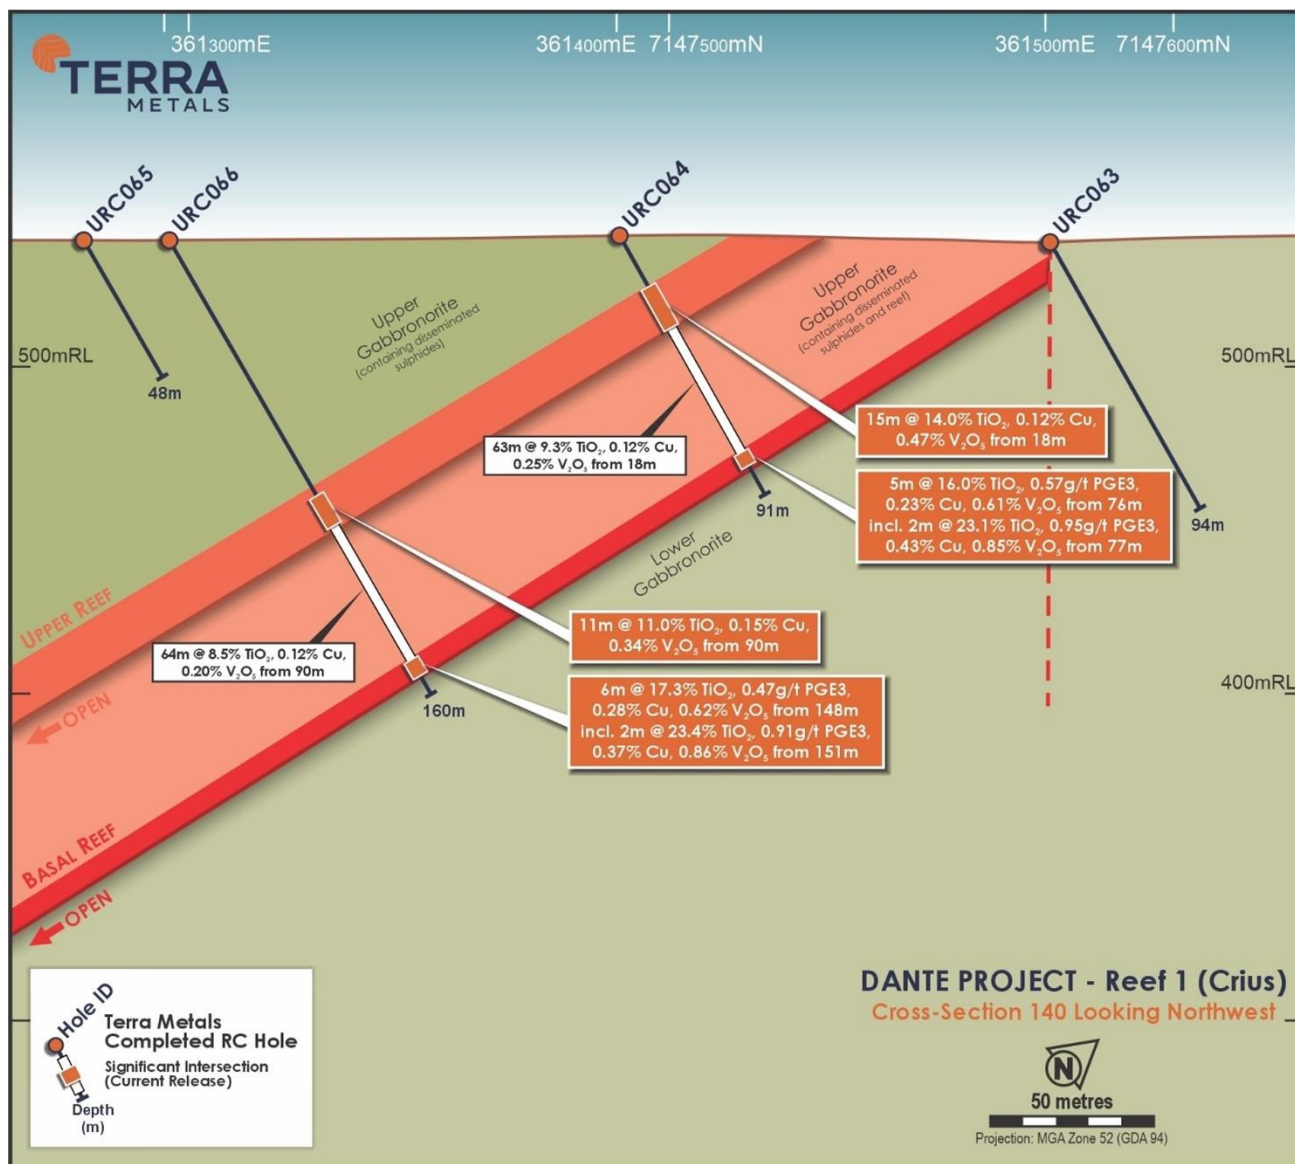 361300mE
361400mE
7147500mN
361500mE
7147600mN
TERRA
METALS
URC065
URC066
URC064
URC063
Upper
Gabbronorite
(containing disseminated
sulphides)
Upper
Gabbronorite
(containing disseminated
sulphides and reef)
500mRL
500mRL
48m
63m @ 9.3% TiO₂, 0.12% Cu,
0.25% V₂O₅ from 18m
15m @ 14.0% TiO₂, 0.12% Cu,
0.47% V₂O₅ from 18m
5m @ 16.0% TiO₂, 0.57g/t PGE3,
0.23% Cu, 0.61% V₂O₅ from 76m
incl. 2m @ 23.1% TiO₂, 0.95g/t PGE3,
0.43% Cu, 0.85% V₂O₅ from 77m
91m
94m
Lower
Gabbronorite
UPPER REEF
64m @ 8.5% TiO₂, 0.12% Cu,
0.20% V₂O₅ from 90m
11m @ 11.0% TiO₂, 0.15% Cu,
0.34% V₂O₅ from 90m
6m @ 17.3% TiO₂, 0.47g/t PGE3,
0.28% Cu, 0.62% V₂O₅ from 148m
incl. 2m @ 23.4% TiO₂, 0.91g/t PGE3,
0.37% Cu, 0.86% V₂O₅ from 151m
400mRL
OPEN
160m
BASAL REEF
OPEN
Hole ID
Terra Metals
Completed RC Hole
Significant Intersection
(Current Release)
Depth
(m)
DANTE PROJECT - Reef 1 (Crius)
Cross-Section 140 Looking Northwest
N
50 metres
Projection: MGA Zone 52 (GDA 94)